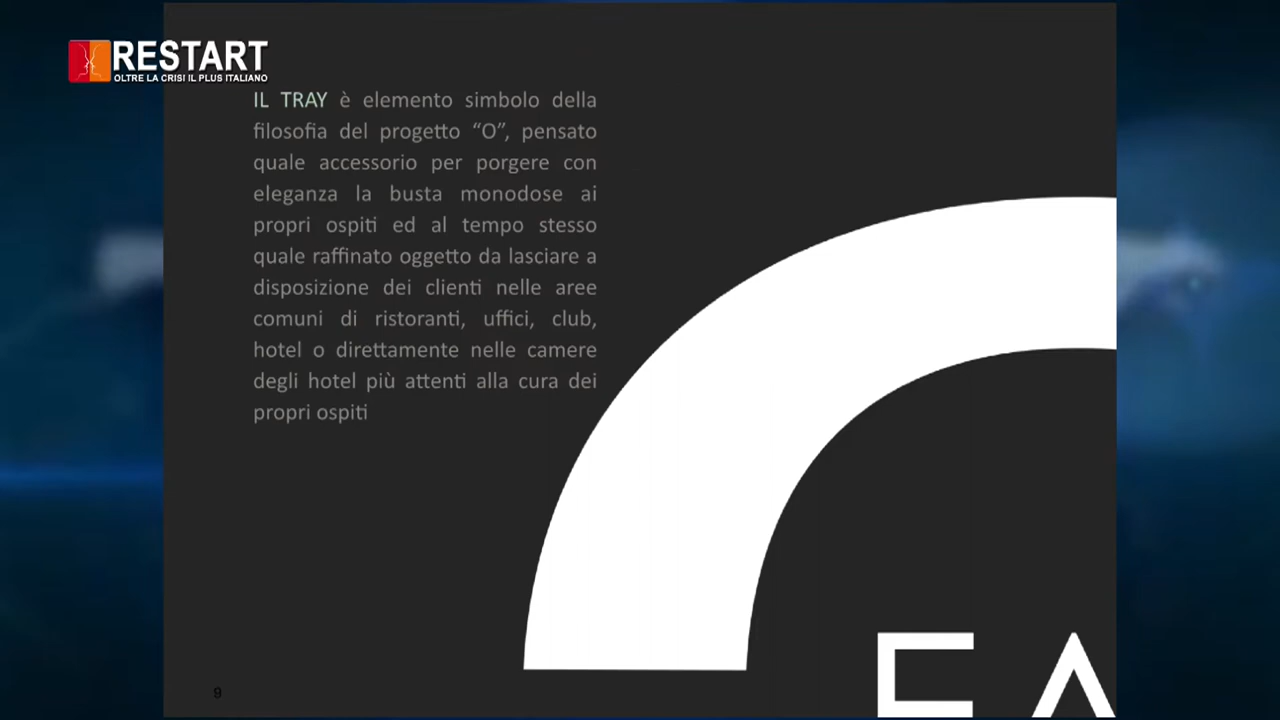 RESTART
OLTRE LA CRISI IL PLUS ITALIANO
IL TRAY è elemento simbolo della
filosofia del progetto “O”, pensato
quale accessorio per porgere con
eleganza la busta monodose ai
propri ospiti ed al tempo stesso
quale raffinato oggetto da lasciare a
disposizione dei clienti nelle aree
comuni di ristoranti, uffici, club,
hotel o direttamente nelle camere
degli hotel più attenti alla cura dei
propri ospiti
9